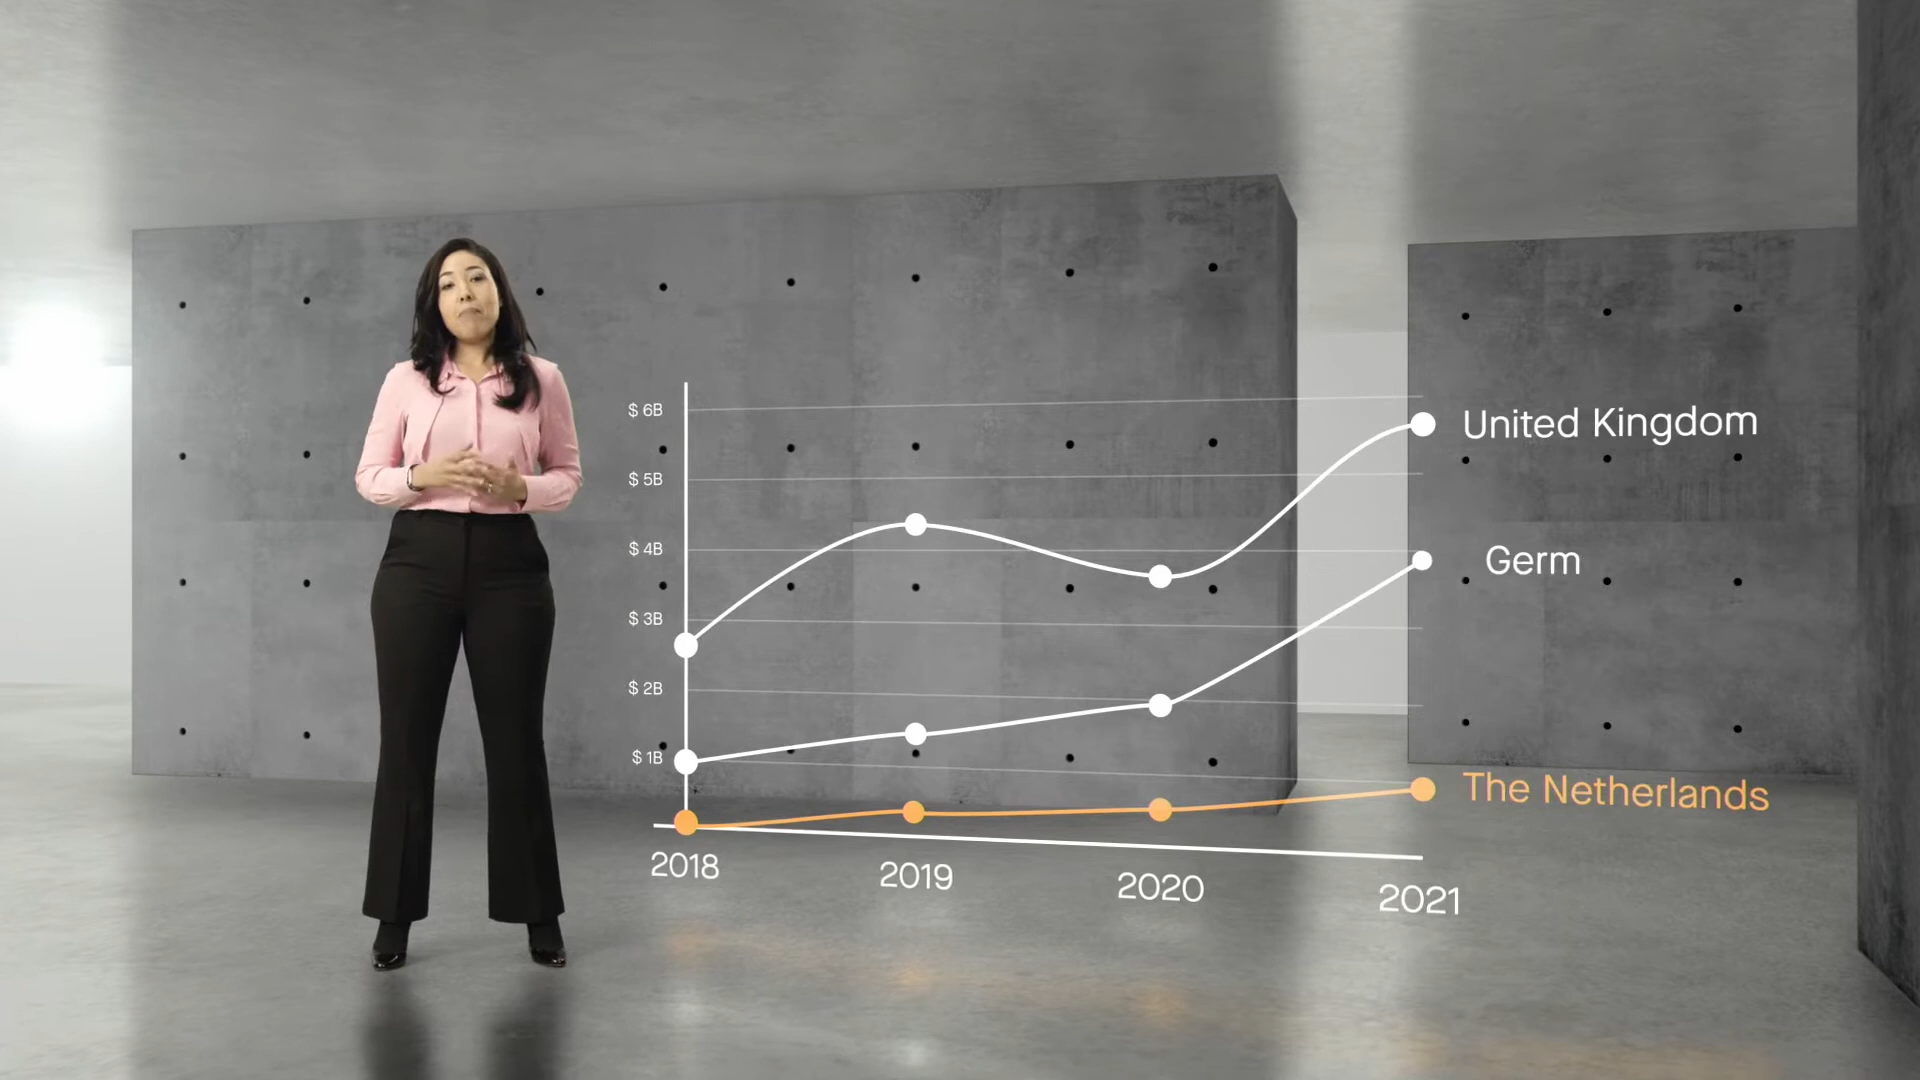 $ 6B
$ 5B
$ 4B
$ 3B
$ 2B
$ 1B
United Kingdom
Germ
The Netherlands
2018
2019
2020
2021